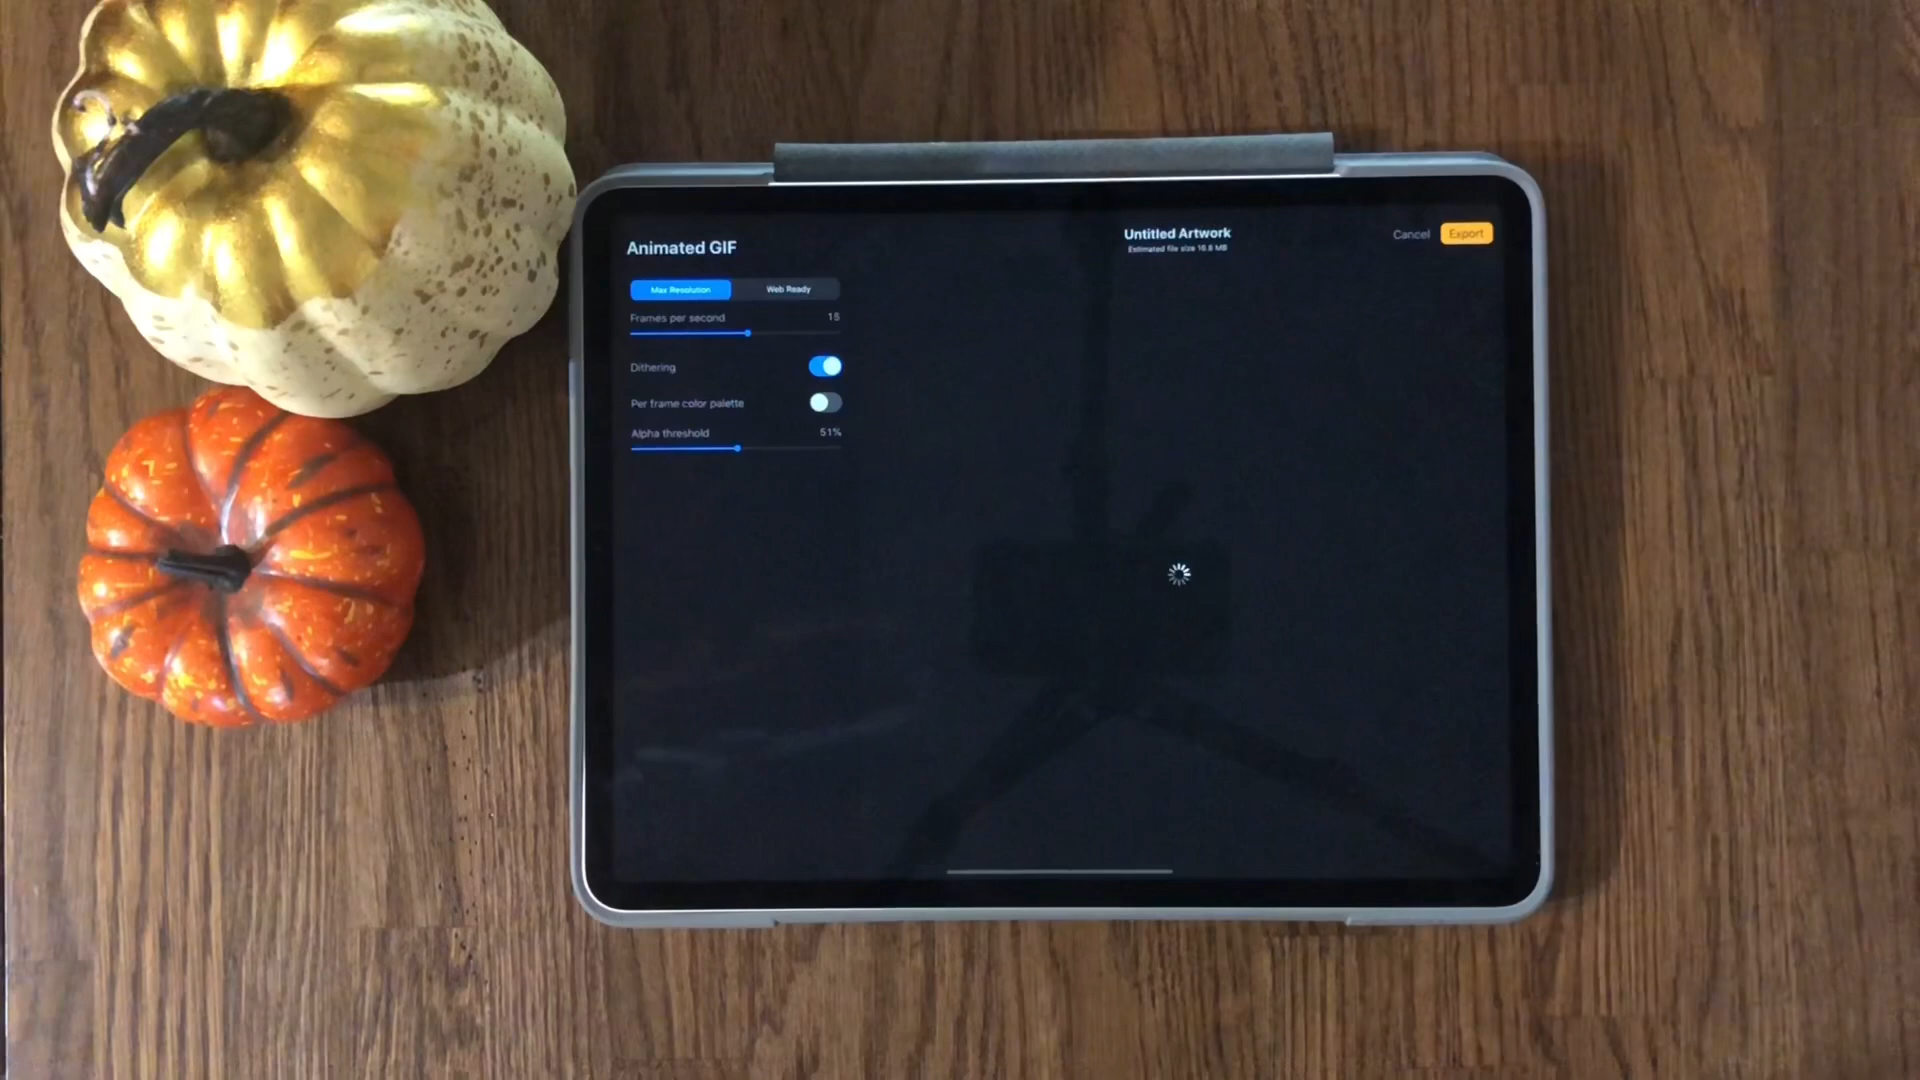 Animated GIF
Untitled Artwork
Estimated file size 16.8 MB
Cancel
Export
Max Resolution
Web Ready
Frames per second 15
Dithering
Per frame color palette
Alpha threshold 51%